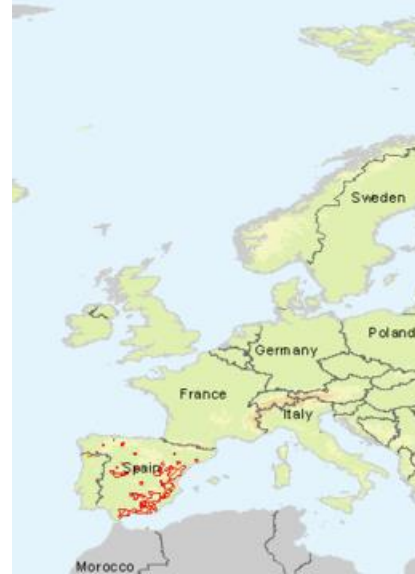 Sweden
Poland
Germany
France
Italy
Spain
Morocco